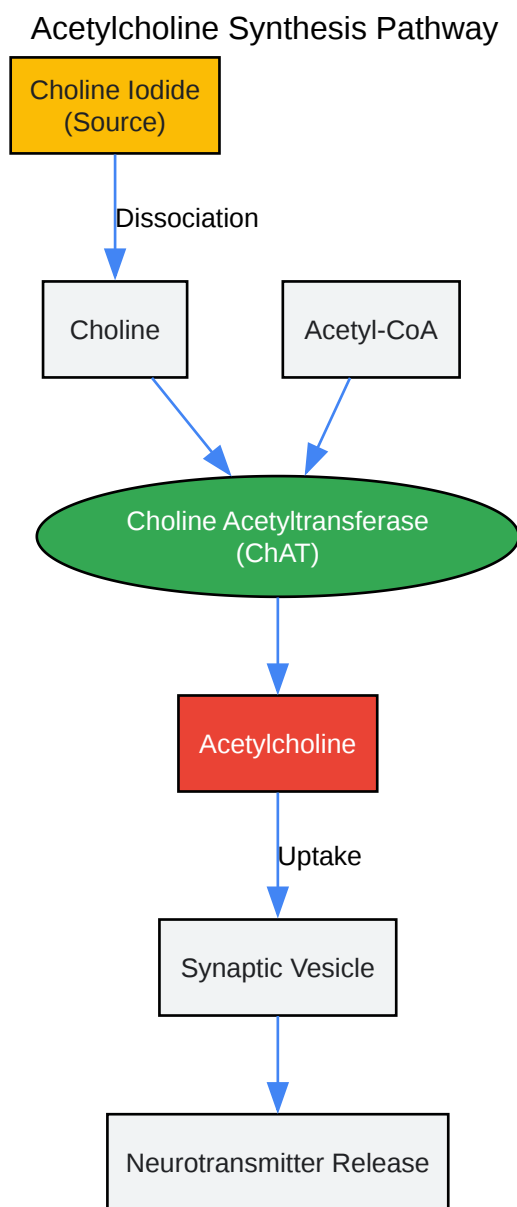 Acetylcholine Synthesis Pathway
Choline Iodide
(Source)
Dissociation
Choline
Acetyl-CoA
Choline Acetyltransferase
(ChAT)
Acetylcholine
Uptake
Synaptic Vesicle
Neurotransmitter Release